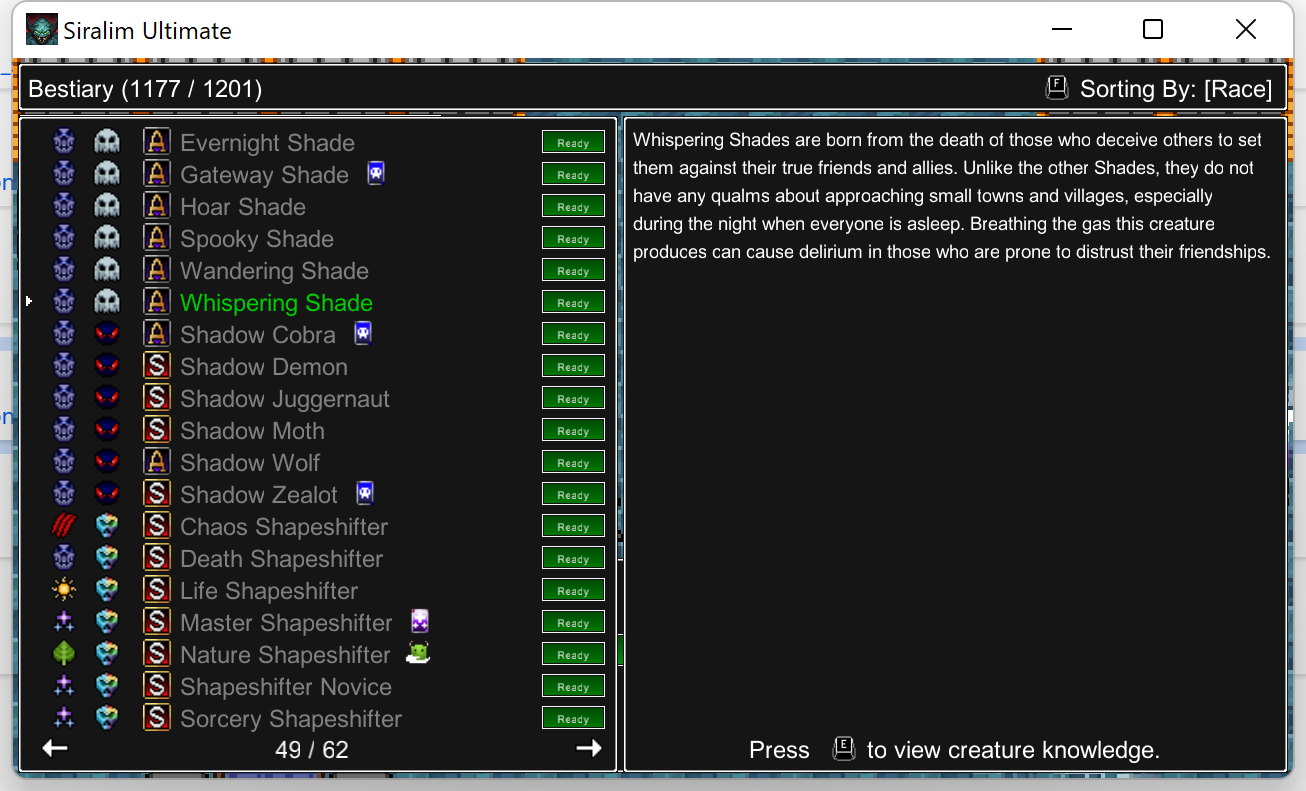 Siralim Ultimate
Bestiary (1177 / 1201)
F Sorting By: [Race]
A Evernight Shade Ready
A Gateway Shade Ready
A Hoar Shade Ready
A Spooky Shade Ready
A Wandering Shade Ready
A Whispering Shade Ready
A Shadow Cobra Ready
S Shadow Demon Ready
S Shadow Juggernaut Ready
S Shadow Moth Ready
A Shadow Wolf Ready
S Shadow Zealot Ready
S Chaos Shapeshifter Ready
S Death Shapeshifter Ready
S Life Shapeshifter Ready
S Master Shapeshifter Ready
S Nature Shapeshifter Ready
S Shapeshifter Novice Ready
S Sorcery Shapeshifter Ready
49 / 62
Whispering Shades are born from the death of those who deceive others to set
them against their true friends and allies. Unlike the other Shades, they do not
have any qualms about approaching small towns and villages, especially
during the night when everyone is asleep. Breathing the gas this creature
produces can cause delirium in those who are prone to distrust their friendships.
Press E to view creature knowledge.